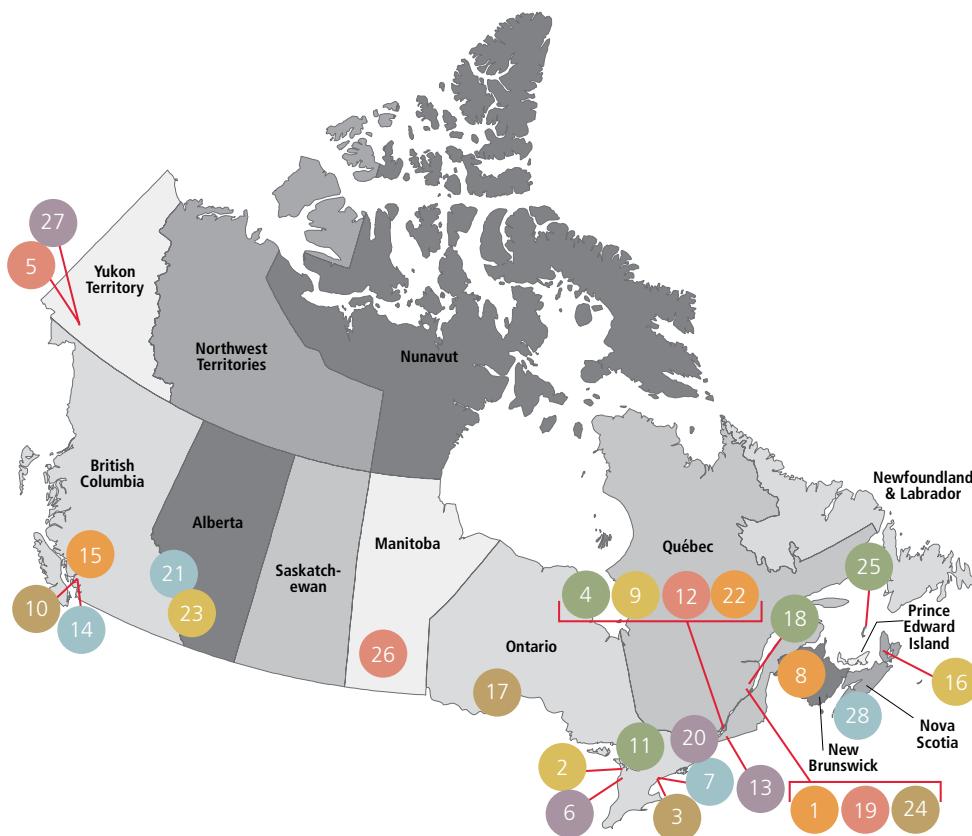 27
5
Yukon
Territory
Northwest
Territories
Nunavut
British
Columbia
Alberta
Saskatch-
ewan
Manitoba
Ontario
Québec
Newfoundland
& Labrador
Prince
Edward
Island
Nova
Scotia
New
Brunswick
15
10
14
21
23
26
17
4 9 12 22
18
25
8
16
28
11
20
2
6
7
3
13
1 19 24